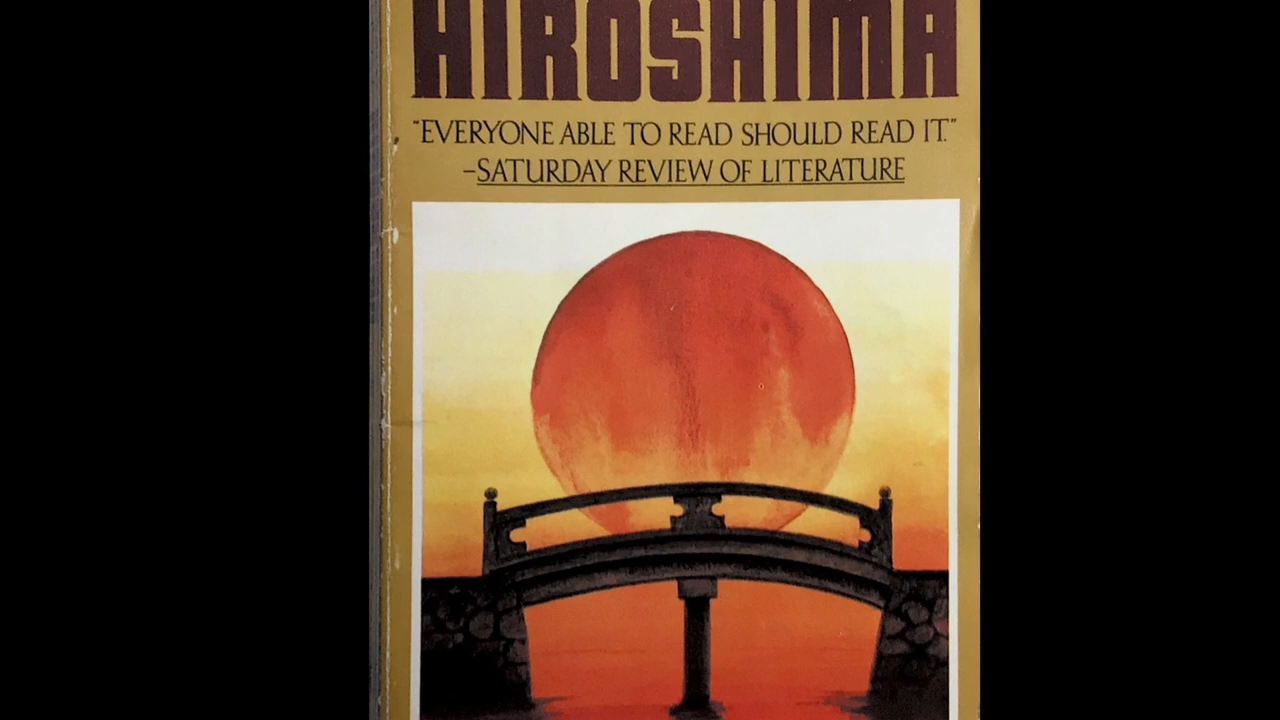 HIROSHIMA
"EVERYONE ABLE TO READ SHOULD READ IT."
–SATURDAY REVIEW OF LITERATURE